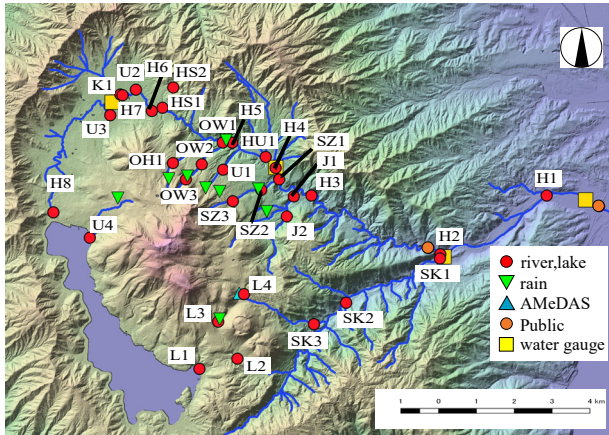 H6
U2
HS2
K1
HS1
H7
H5
U3
OW1
H4
HU1
SZ1
OW2
J1
OH1
U1
H3
H1
OW3
H8
SZ3
U4
SZ2
J2
H2
SK1
L4
L3
SK2
SK3
L1
L2
river,lake
rain
AMeDAS
Public
water gauge
1 0 1 2 3 4 km